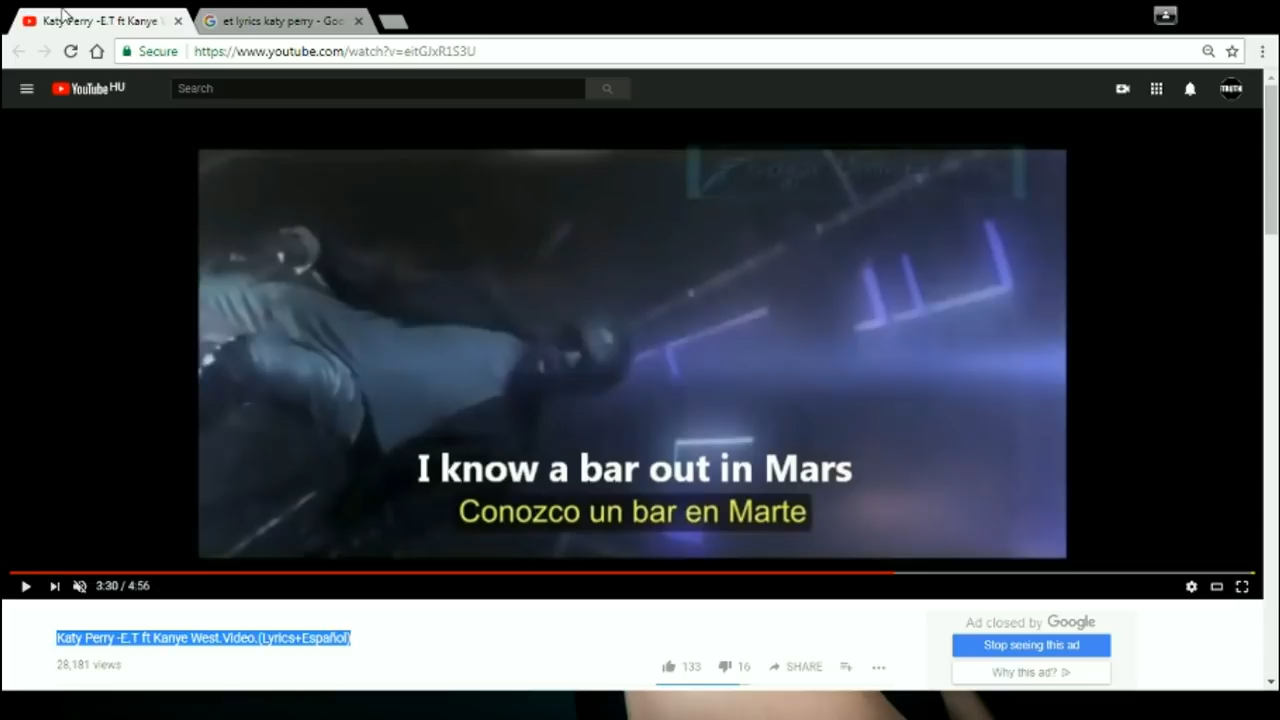 Katy Perry -E.T ft Kanye W
et lyrics katy perry - Goo
Secure
https://www.youtube.com/watch?v=eitGJxR1S3U
YouTube HU
Search
TRUTH
I know a bar out in Mars
Conozco un bar en Marte
3:30 / 4:56
Katy Perry -E.T ft Kanye West.Video.(Lyrics+Español)
28,181 views
133
16
SHARE
Ad closed by Google
Stop seeing this ad
Why this ad?